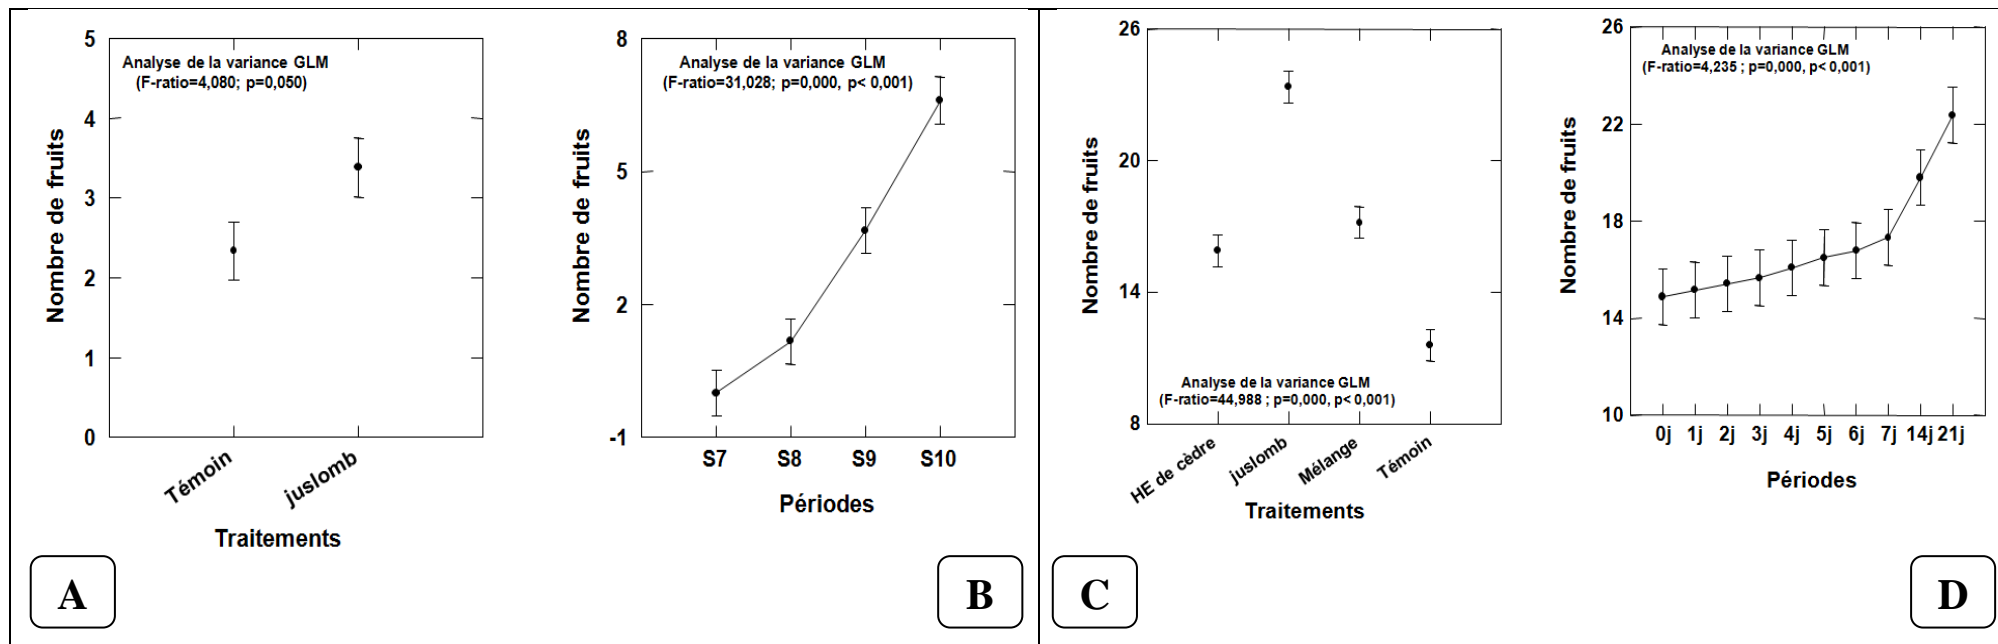 Analyse de la variance GLM
(F-ratio=4,080; p=0,050)
Nombre de fruits
5
4
3
2
1
0
Témoin
juslomb
Traitements
A
Analyse de la variance GLM
(F-ratio=31,028; p=0,000, p< 0,001)
Nombre de fruits
8
5
2
-1
S7 S8 S9 S10
Périodes
B
Nombre de fruits
26
20
14
8
Analyse de la variance GLM
(F-ratio=44,988 ; p=0,000, p< 0,001)
HE de cèdre
juslomb
Mélange
Témoin
Traitements
C
Analyse de la variance GLM
(F-ratio=4,235 ; p=0,000, p< 0,001)
Nombre de fruits
26
22
18
14
10
0j 1j 2j 3j 4j 5j 6j 7j 14j 21j
Périodes
D